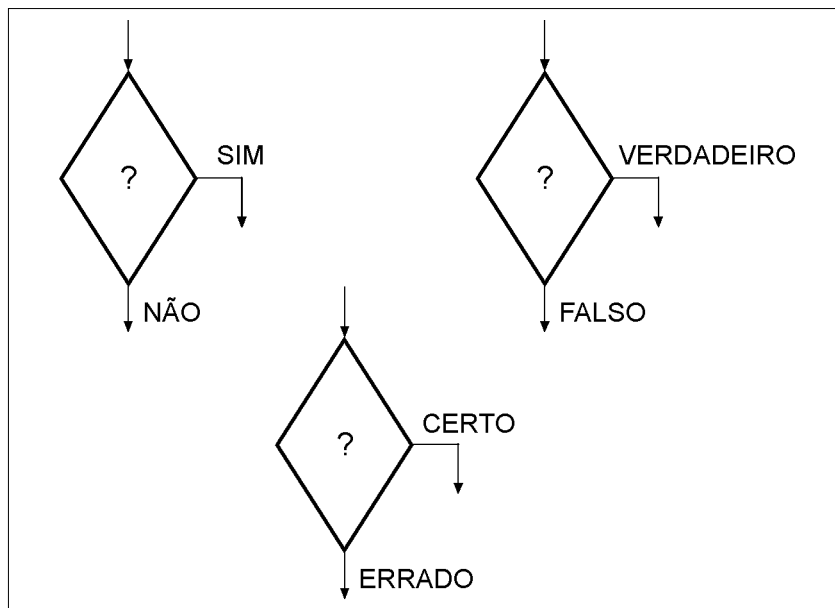 ?
SIM
NÃO
?
VERDADEIRO
FALSO
?
CERTO
ERRADO